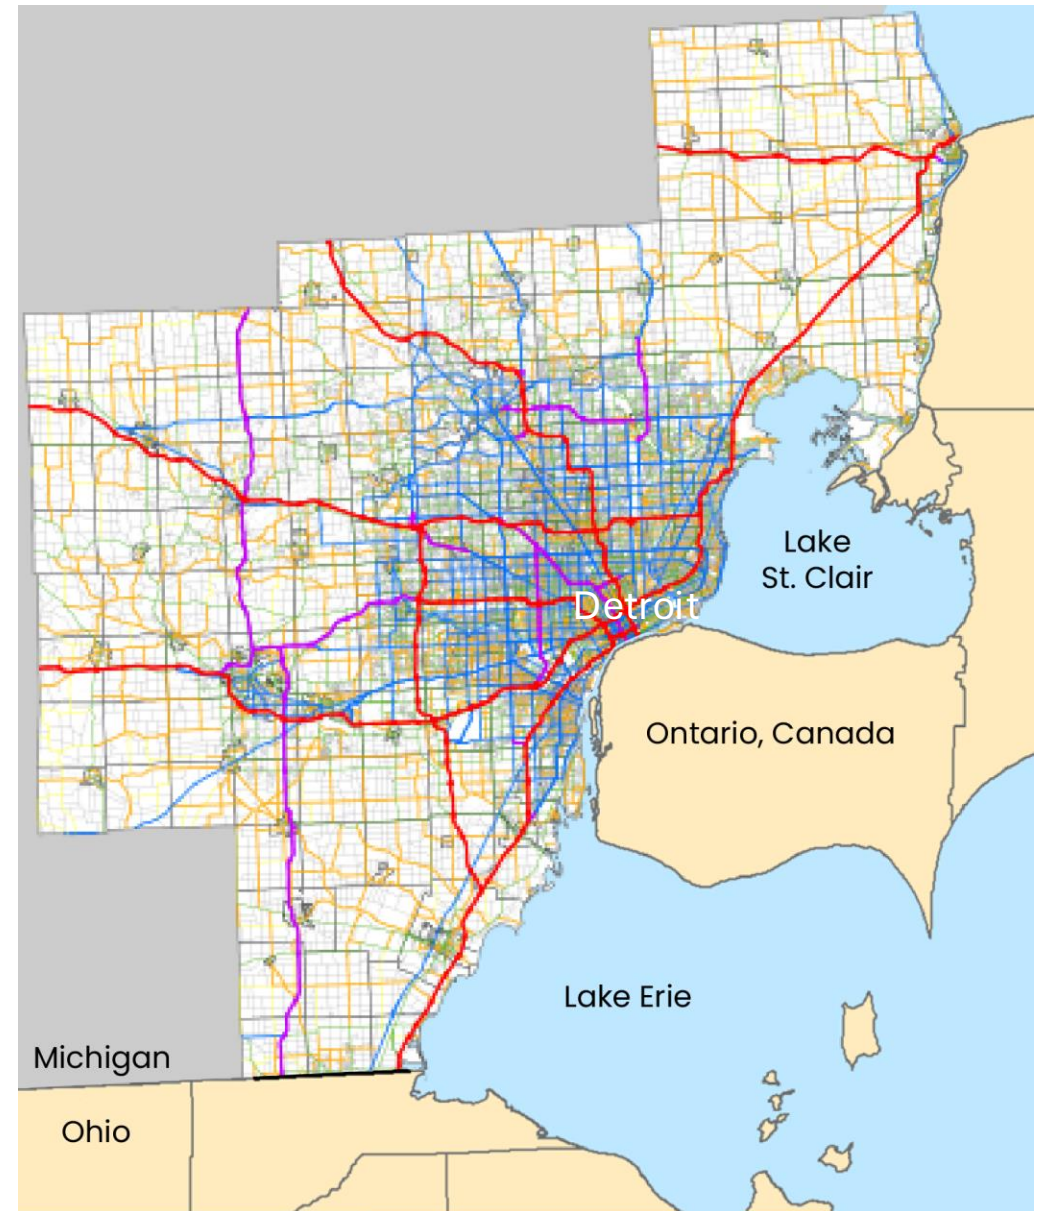 Lake
St. Clair
Detroit
Ontario, Canada
Lake Erie
Michigan
Ohio